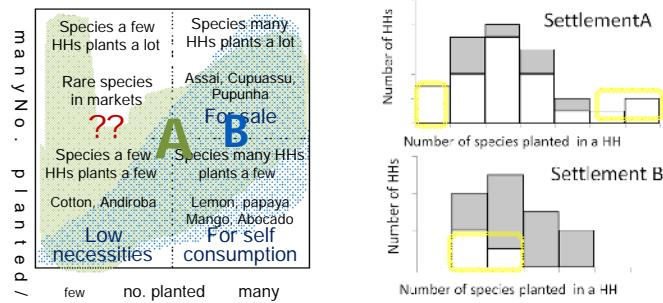 many No. planted/
Species a few
HHs plants a lot
Species many
HHs plants a lot
Rare species
in markets
??
Assai, Cupuassu,
Pupunha
For sale
A
B
Species a few
HHs plants a few
Species many HHs
plants a few
Cotton, Andiroba
Lemon, papaya
Mango, Abocado
Low
necessities
For self
consumption
few no. planted many
Settlement A
Number of HHs
Number of species planted in a HH
Settlement B
Number of HHs
Number of species planted in a HH